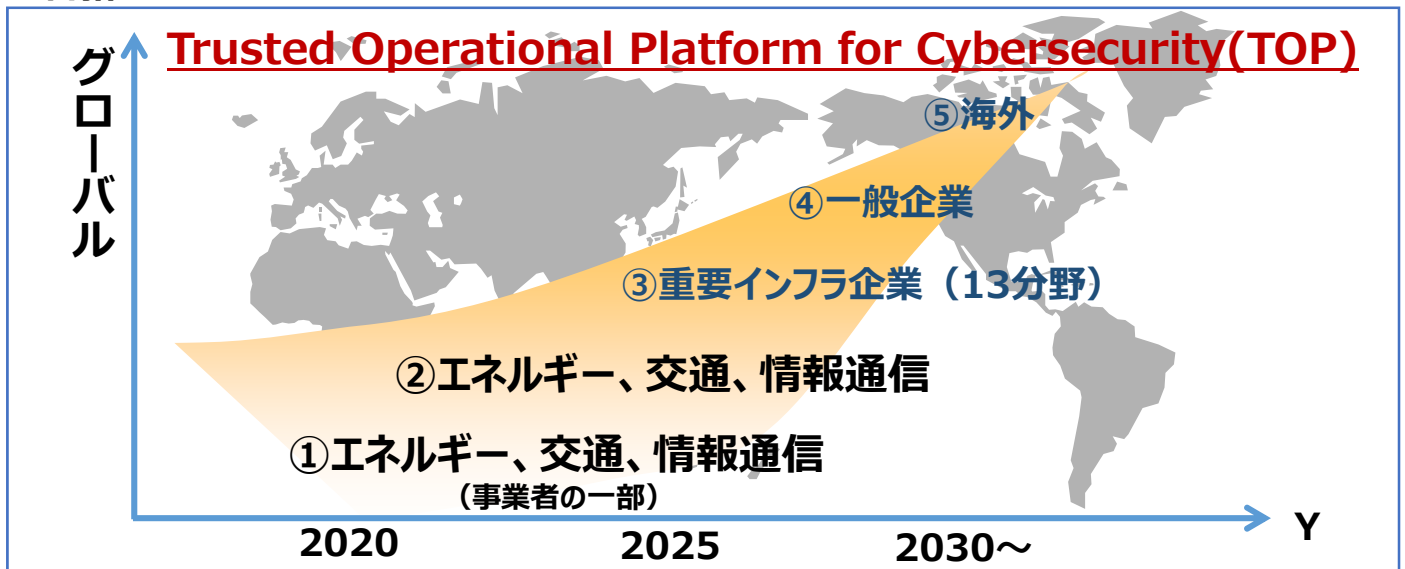 Trusted Operational Platform for Cybersecurity(TOP)
グローバル
⑤海外
④一般企業
③重要インフラ企業（13分野）
②エネルギー、交通、情報通信
①エネルギー、交通、情報通信
（事業者の一部）
2020
2025
2030～
Y